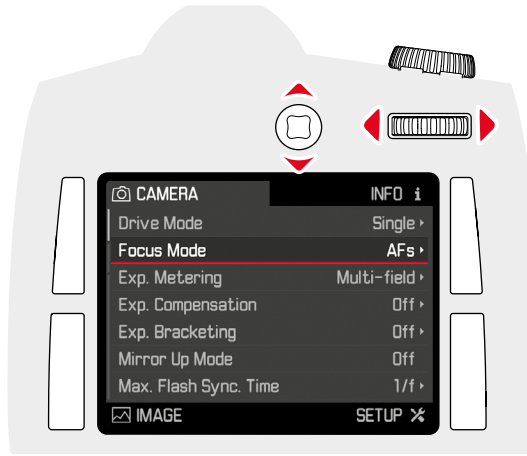 CAMERA INFO i
Drive Mode Single
Focus Mode AFs
Exp. Metering Multi-field
Exp. Compensation Off
Exp. Bracketing Off
Mirror Up Mode Off
Max. Flash Sync. Time 1/f
IMAGE SETUP